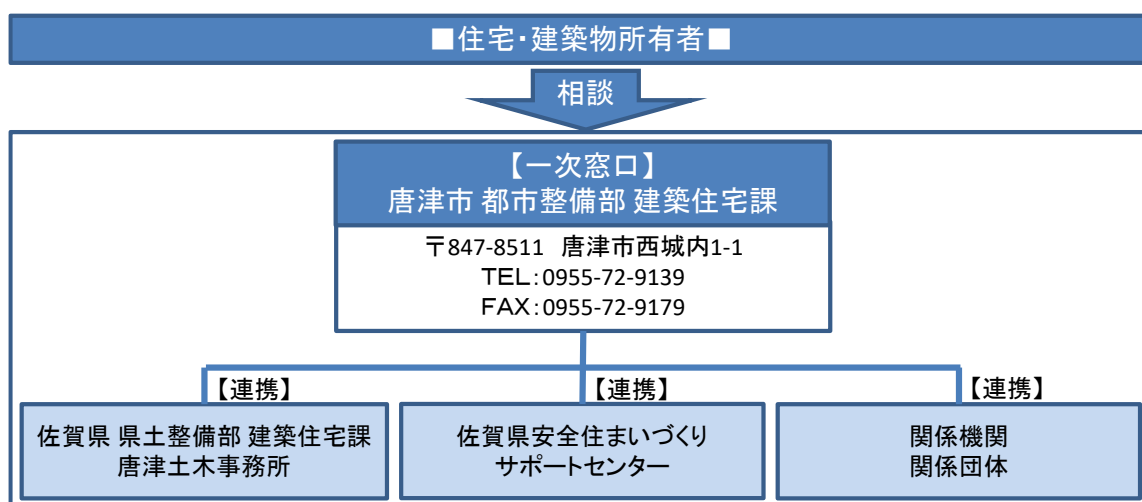 ■住宅・建築物所有者■
相談
【一次窓口】
唐津市 都市整備部 建築住宅課
〒847-8511 唐津市西城内1-1
TEL:0955-72-9139
FAX:0955-72-9179
【連携】
【連携】
【連携】
佐賀県 県土整備部 建築住宅課
唐津土木事務所
佐賀県安全住まいづくり
サポートセンター
関係機関
関係団体